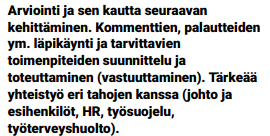 Arviointi ja sen kautta seuraavan
kehittäminen. Kommenttien, palautteiden
ym. läpikäynti ja tarvittavien
toimenpiteiden suunnittelu ja
toteuttaminen (vastuuttaminen). Tärkeää
yhteistyö eri tahojen kanssa (johto ja
esihenkilöt, HR, työsuojelu,
työterveyshuolto).